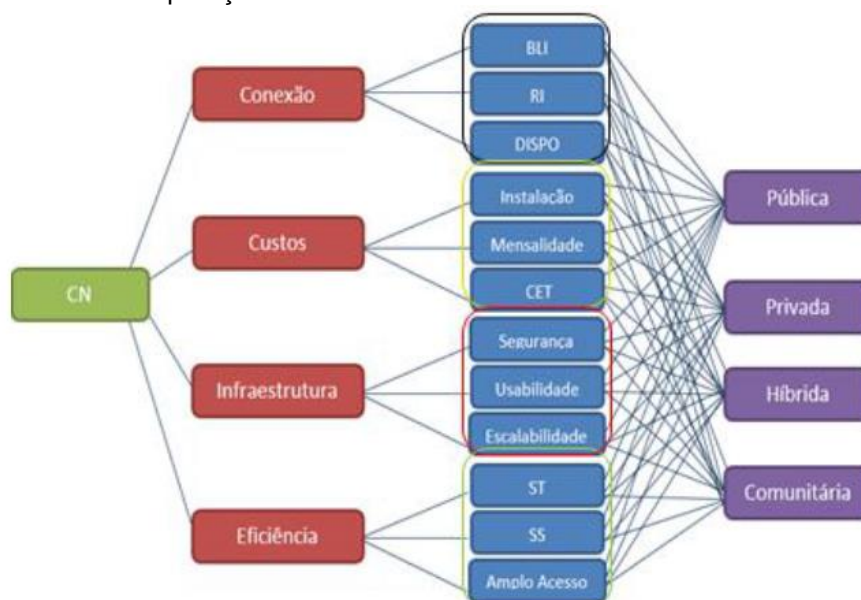 BLI
Conexão
RI
DISPO
Instalação
Pública
Custos
Mensalidade
CET
CN
Privada
Segurança
Infraestrutura
Usabilidade
Híbrida
Escalabilidade
ST
Comunitária
Eficiência
SS
Amplo Acesso